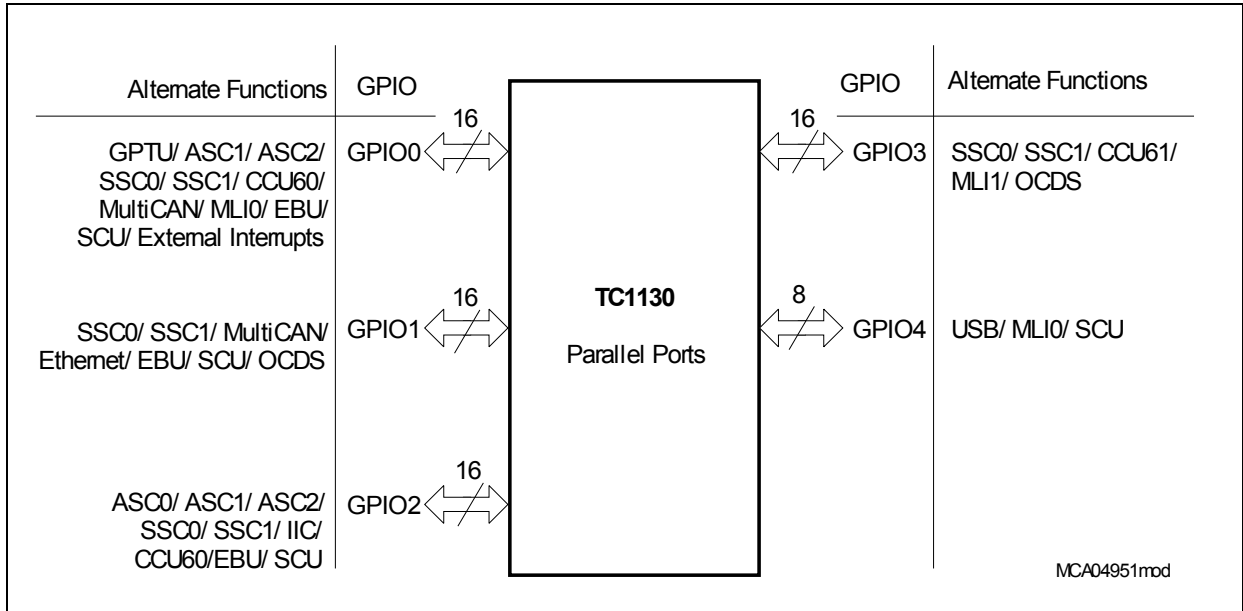 Alternate Functions
GPIO
GPIO
Alternate Functions
16
GPTU/ ASC1/ ASC2/
SSC0/ SSC1/ CCU60/
MultiCAN/ MLI0/ EBU/
SCU/ External Interrupts
GPIO0
16
GPIO3
SSC0/ SSC1/ CCU61/
MLI1/ OCDS
16
SSC0/ SSC1/ MultiCAN/
Ethernet/ EBU/ SCU/ OCDS
GPIO1
TC1130
Parallel Ports
8
GPIO4
USB/ MLI0/ SCU
16
ASC0/ ASC1/ ASC2/
SSC0/ SSC1/ IIC/
CCU60/EBU/ SCU
GPIO2
MCA04951mod